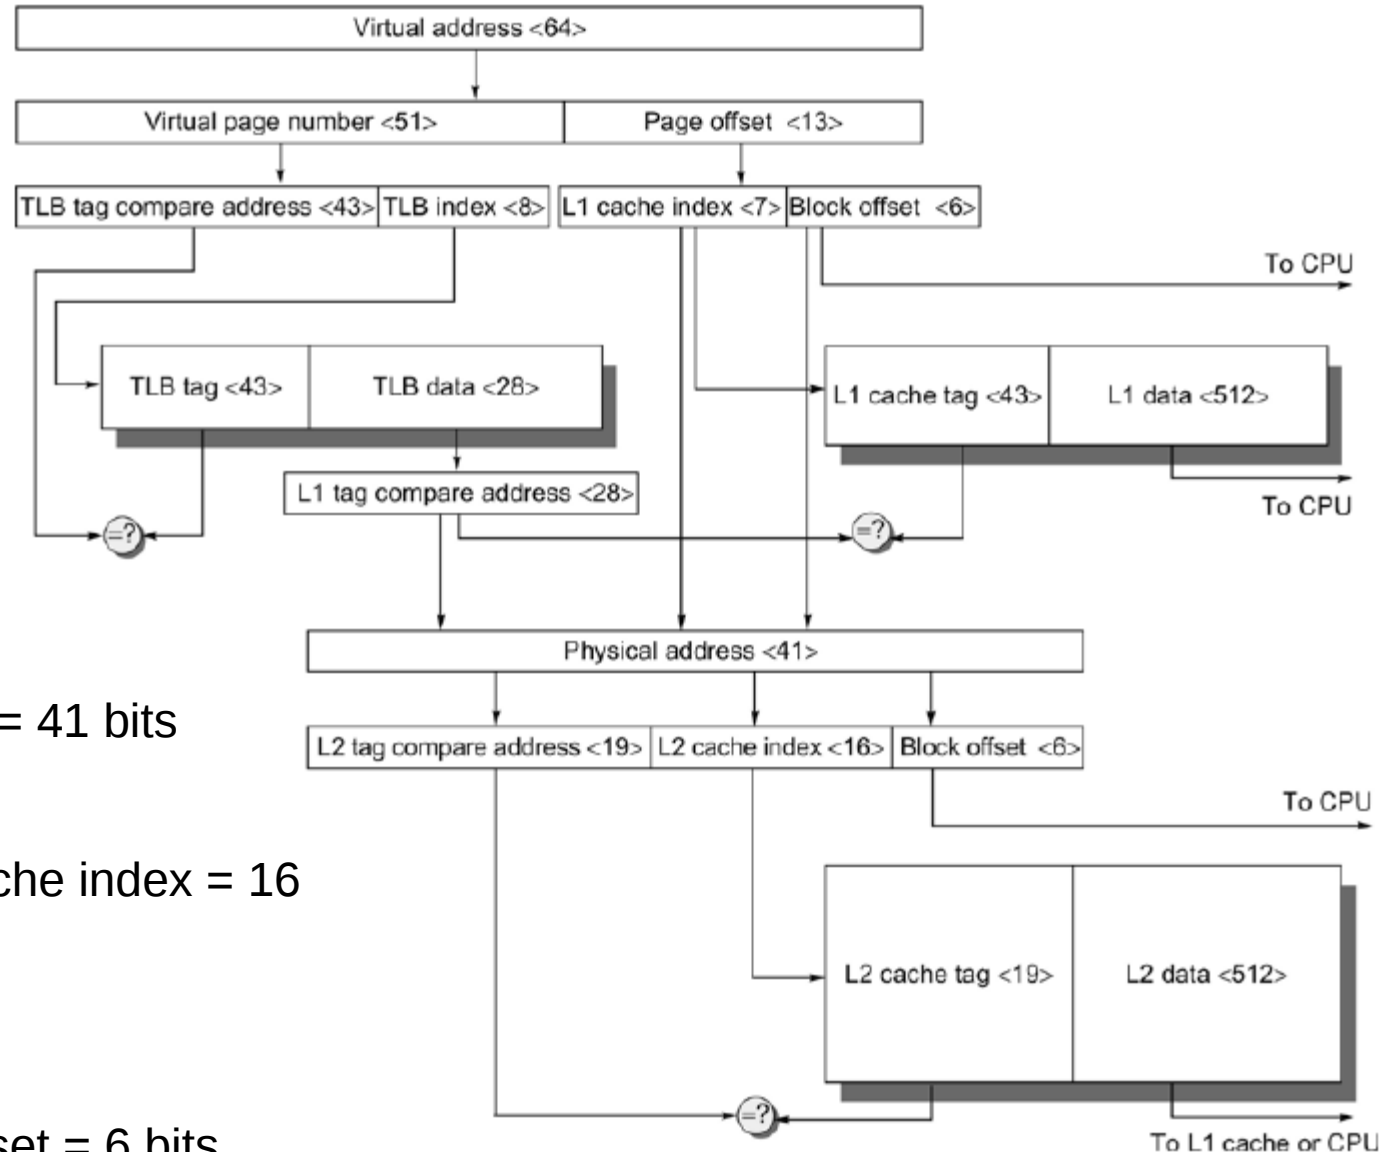 Virtual address <64>
Virtual page number <51>
Page offset <13>
TLB tag compare address <43>
TLB index <8>
L1 cache index <7>
Block offset <6>
To CPU
TLB tag <43>
TLB data <28>
L1 cache tag <43>
L1 data <512>
L1 tag compare address <28>
To CPU
=?
=?
Physical address <41>
= 41 bits
L2 tag compare address <19>
L2 cache index <16>
Block offset <6>
To CPU
che index = 16
L2 cache tag <19>
L2 data <512>
=?
set = 6 bits
To L1 cache or CPU